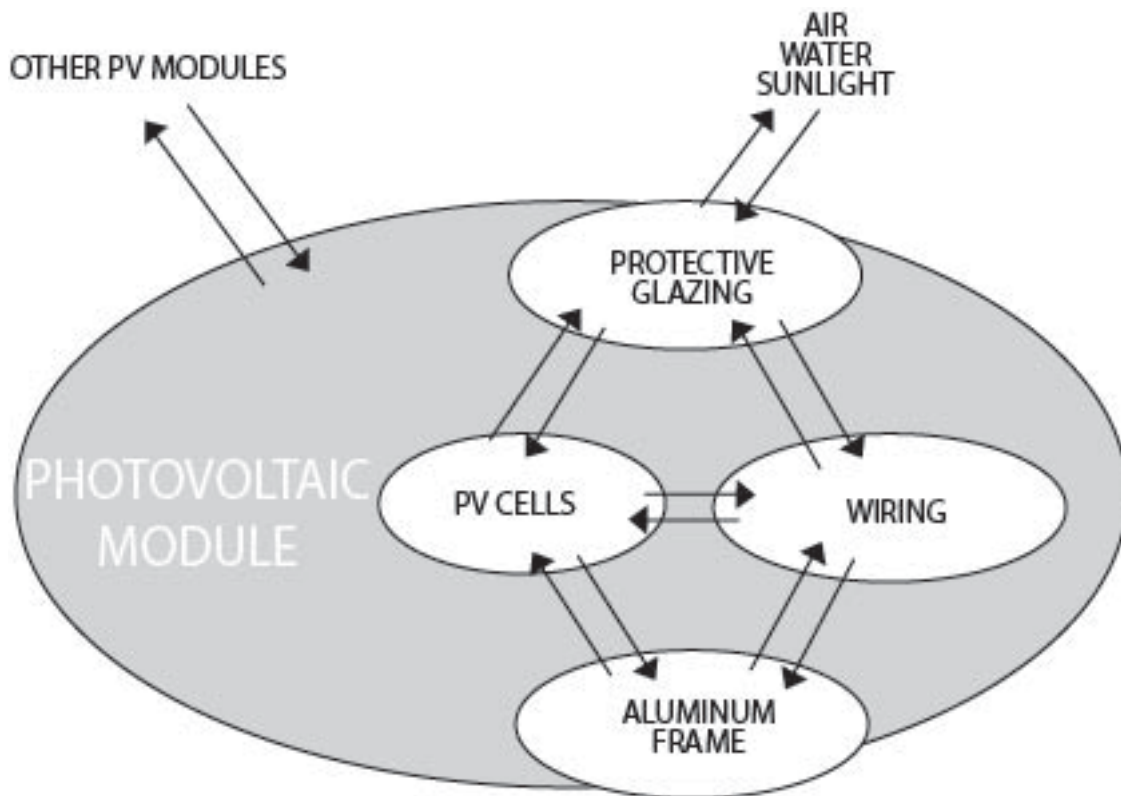 OTHER PV MODULES
AIR
WATER
SUNLIGHT
PROTECTIVE
GLAZING
PHOTOVOLTAIC
MODULE
PV CELLS
WIRING
ALUMINUM
FRAME